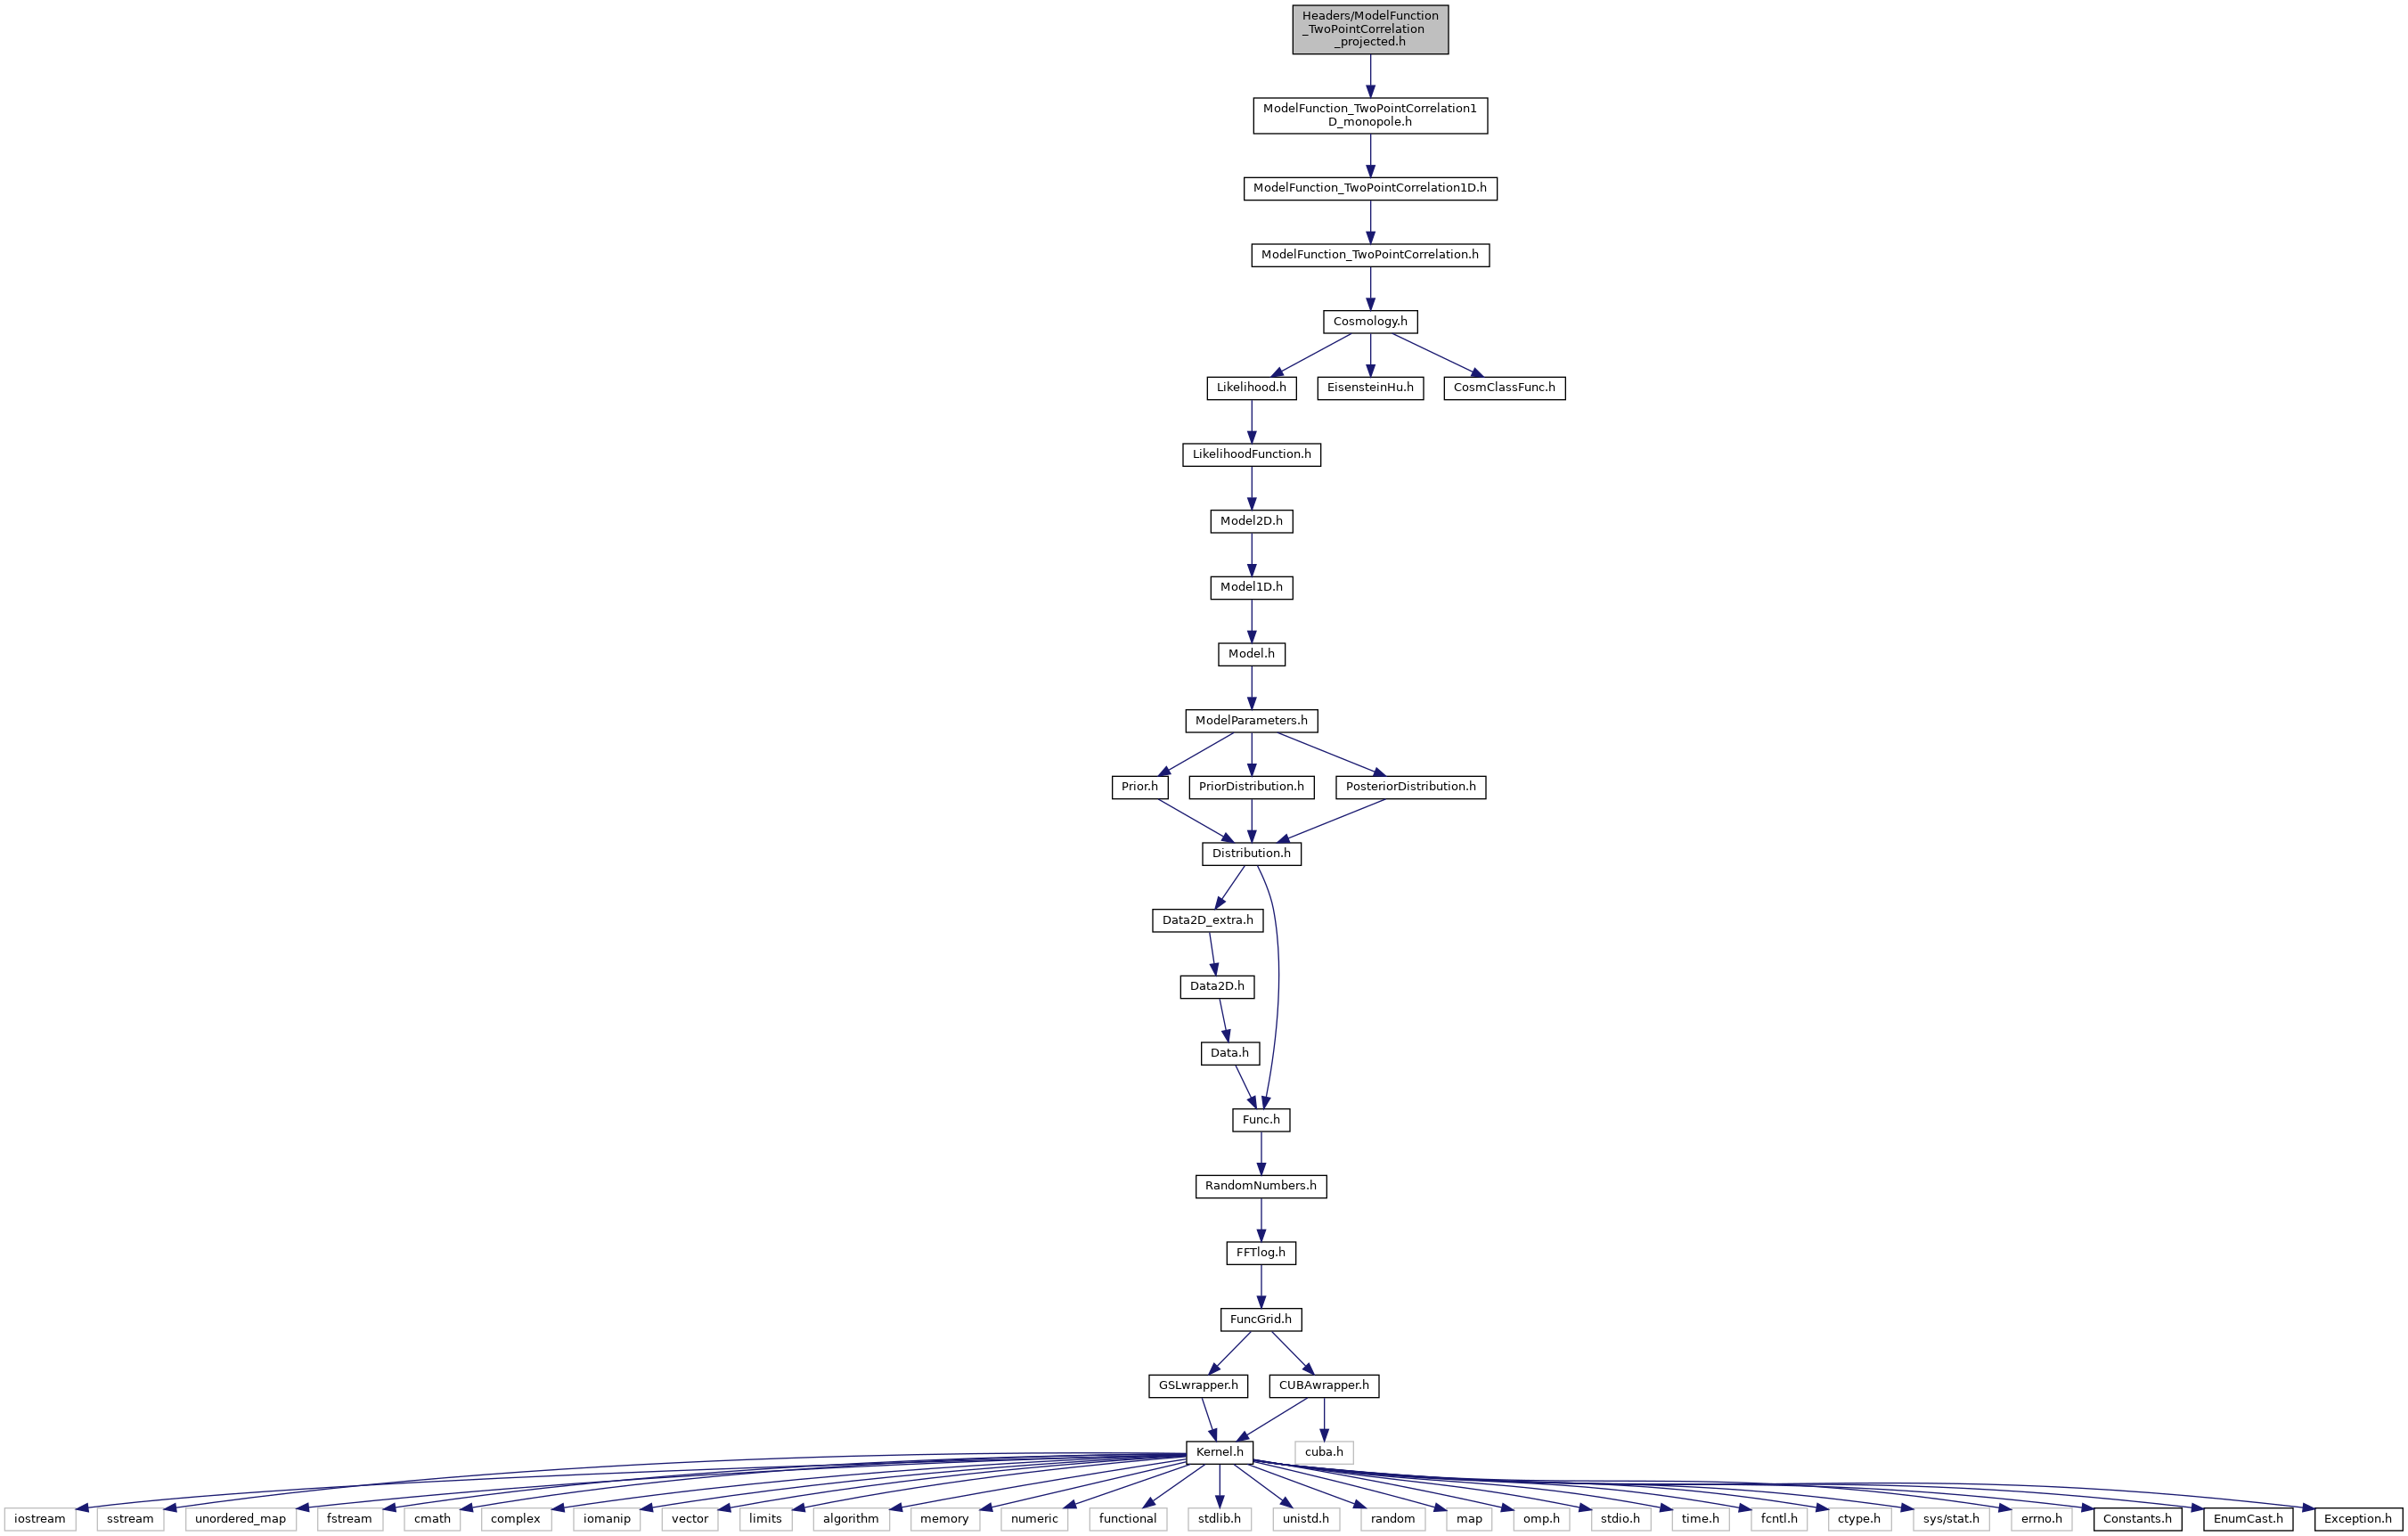 Headers/ModelFunction
_TwoPointCorrelation
_projected.h
ModelFunction_TwoPointCorrelation1
D_monopole.h
ModelFunction_TwoPointCorrelation1D.h
ModelFunction_TwoPointCorrelation.h
Cosmology.h
Likelihood.h
EisensteinHu.h
CosmClassFunc.h
LikelihoodFunction.h
Model2D.h
Model1D.h
Model.h
ModelParameters.h
Prior.h
PriorDistribution.h
PosteriorDistribution.h
Distribution.h
Data2D_extra.h
Data2D.h
Data.h
Func.h
RandomNumbers.h
FFTlog.h
FuncGrid.h
GSLwrapper.h
CUBAwrapper.h
Kernel.h
cuba.h
iostream
sstream
unordered_map
fstream
cmath
complex
iomanip
vector
limits
algorithm
memory
numeric
functional
stdlib.h
unistd.h
random
map
omp.h
stdio.h
time.h
fcntl.h
ctype.h
sys/stat.h
errno.h
Constants.h
EnumCast.h
Exception.h